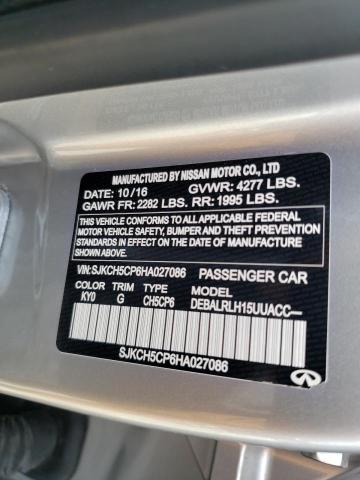 MANUFACTURED BY NISSAN MOTOR CO., LTD
DATE: 10/16 GVWR: 4277 LBS.
GAWR FR: 2282 LBS. RR: 1995 LBS.
THIS VEHICLE CONFORMS TO ALL APPLICABLE FEDERAL
MOTOR VEHICLE SAFETY, BUMPER AND THEFT
STANDARDS IN EFFECT ON THE DATE OF MANUFACTURE
SHOWN ABOVE.
VIN:SJKCH5CP6HA027086 PASSENGER CAR
COLOR TRIM TYPE MODEL
KY0 G CH5CP6 DEBALRLH15UUACC—
SJKCH5CP6HA027086
INFINITI